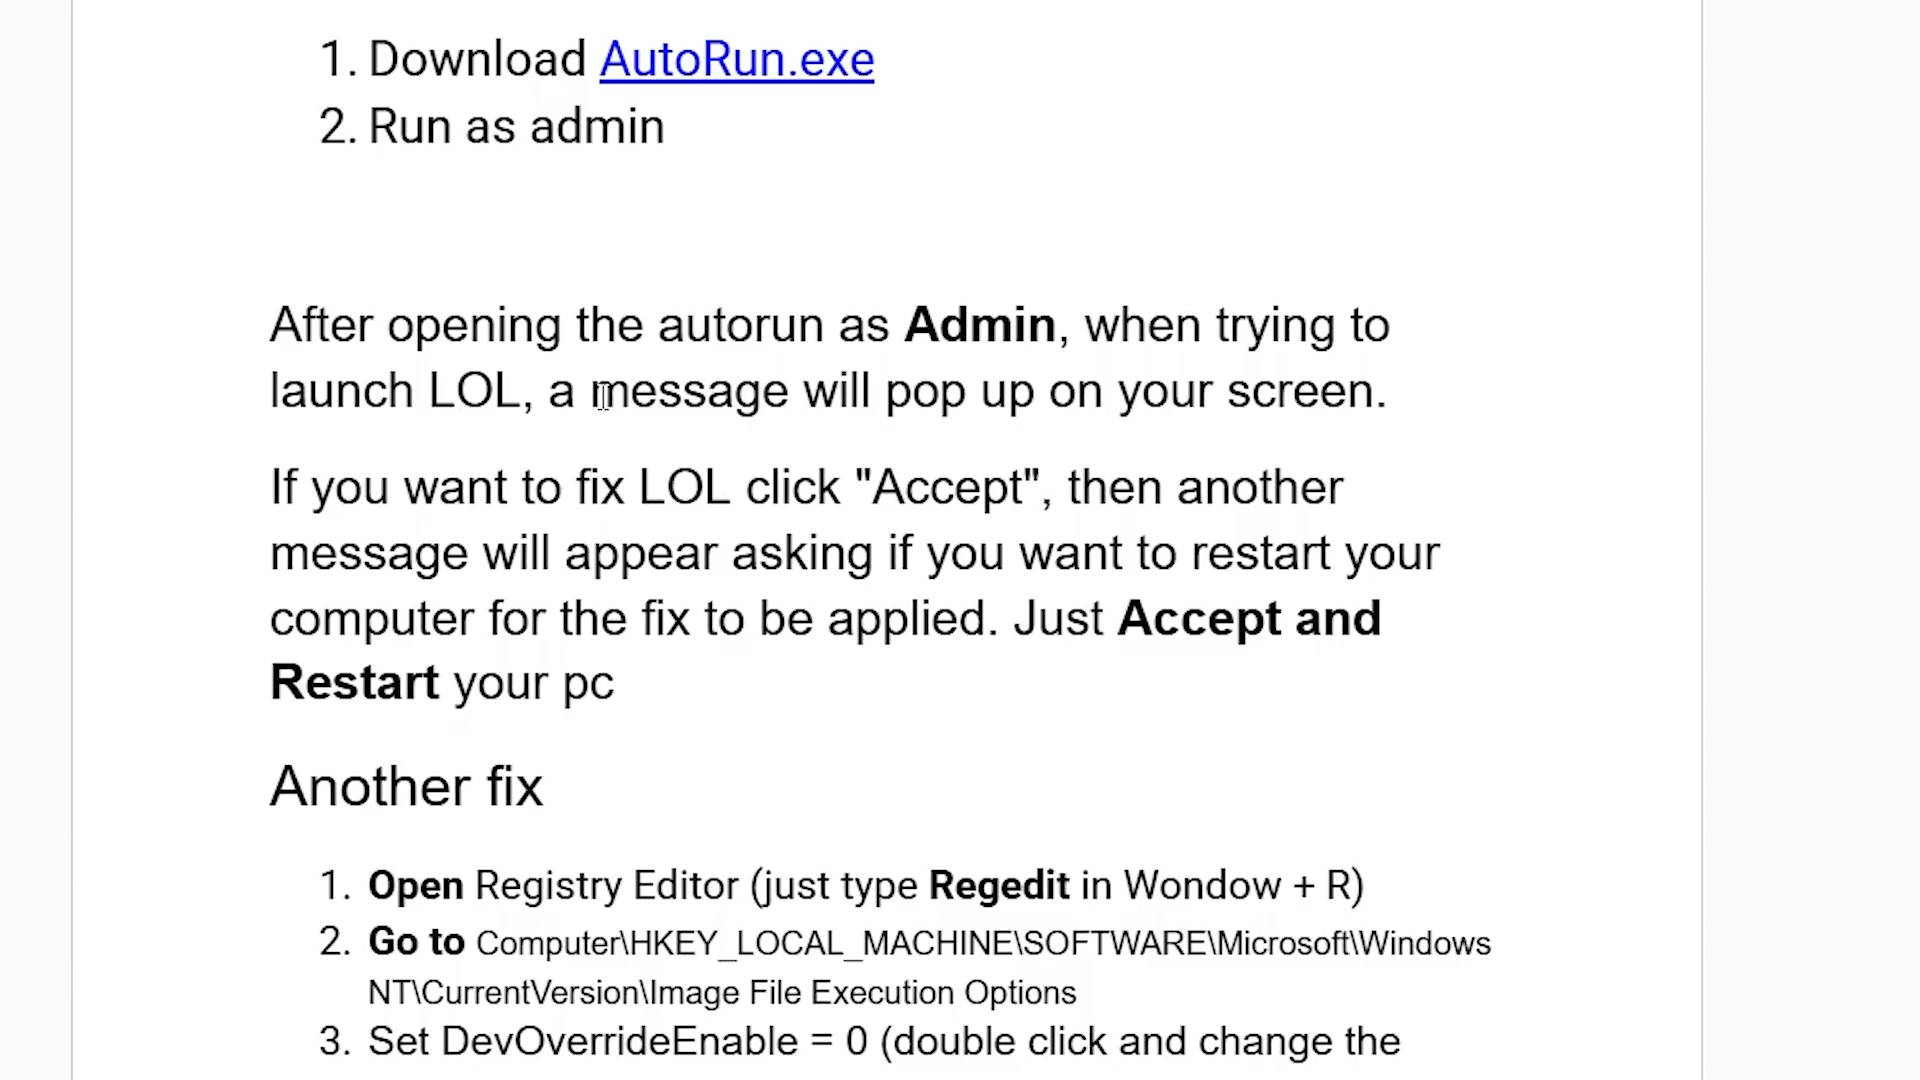 1. Download AutoRun.exe
2. Run as admin
After opening the autorun as Admin, when trying to
launch LOL, a message will pop up on your screen.
If you want to fix LOL click "Accept", then another
message will appear asking if you want to restart your
computer for the fix to be applied. Just Accept and
Restart your pc
Another fix
1. Open Registry Editor (just type Regedit in Wondow + R)
2. Go to Computer\HKEY_LOCAL_MACHINE\SOFTWARE\Microsoft\Windows
NT\CurrentVersion\Image File Execution Options
3. Set DevOverrideEnable = 0 (double click and change the